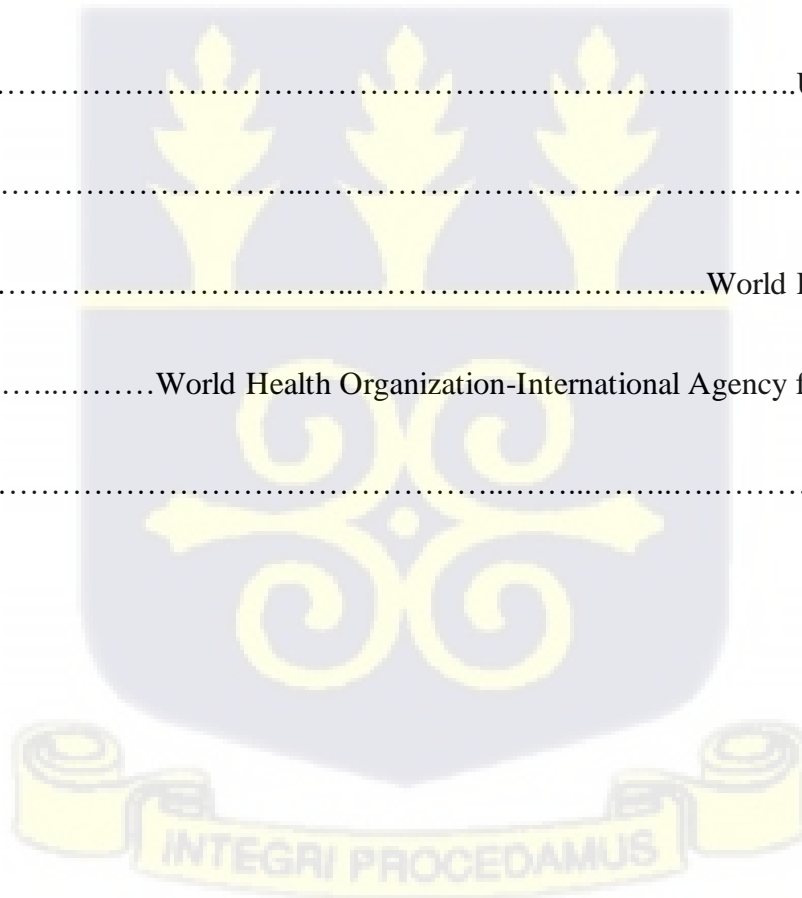 ……………………………………………………………………..…..U
…………………………...……………………………………………
………………………………..………………..….……….World
…..………World Health Organization-International Agency f
……………………………………………..……...……..….…………
INTEGRI PROCEDAMUS